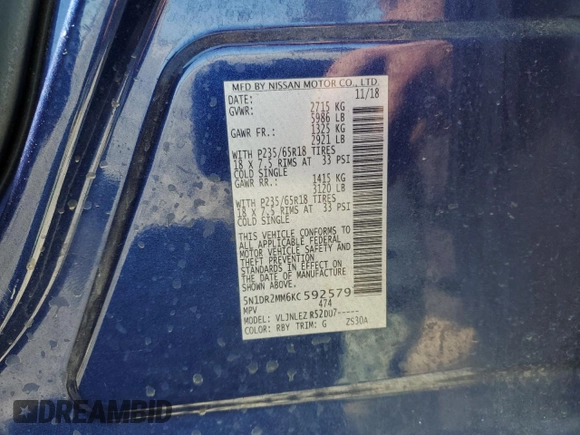 MFD BY NISSAN MOTOR CO., LTD.
DATE: 11/18
GVWR: 2715 KG
5986 LB
GAWR FR.: 1325 KG
2921 LB
WITH P235/65R18 TIRES
18 X 7.5 RIMS AT 33 PSI
COLD SINGLE
GAWR RR.: 1415 KG
3120 LB
WITH P235/65R18 TIRES
18 X 7.5 RIMS AT 33 PSI
COLD SINGLE
THIS VEHICLE CONFORMS TO
ALL APPLICABLE FEDERAL
MOTOR VEHICLE SAFETY AND
THEFT PREVENTION
STANDARDS IN EFFECT ON
THE DATE OF MANUFACTURE
SHOWN ABOVE.
5N1DR2MM6KC592579
MPV 474
MODEL: VLJNLEZ R52DU7-----
COLOR: RBY TRIM: G ZS30A
DREAMBID